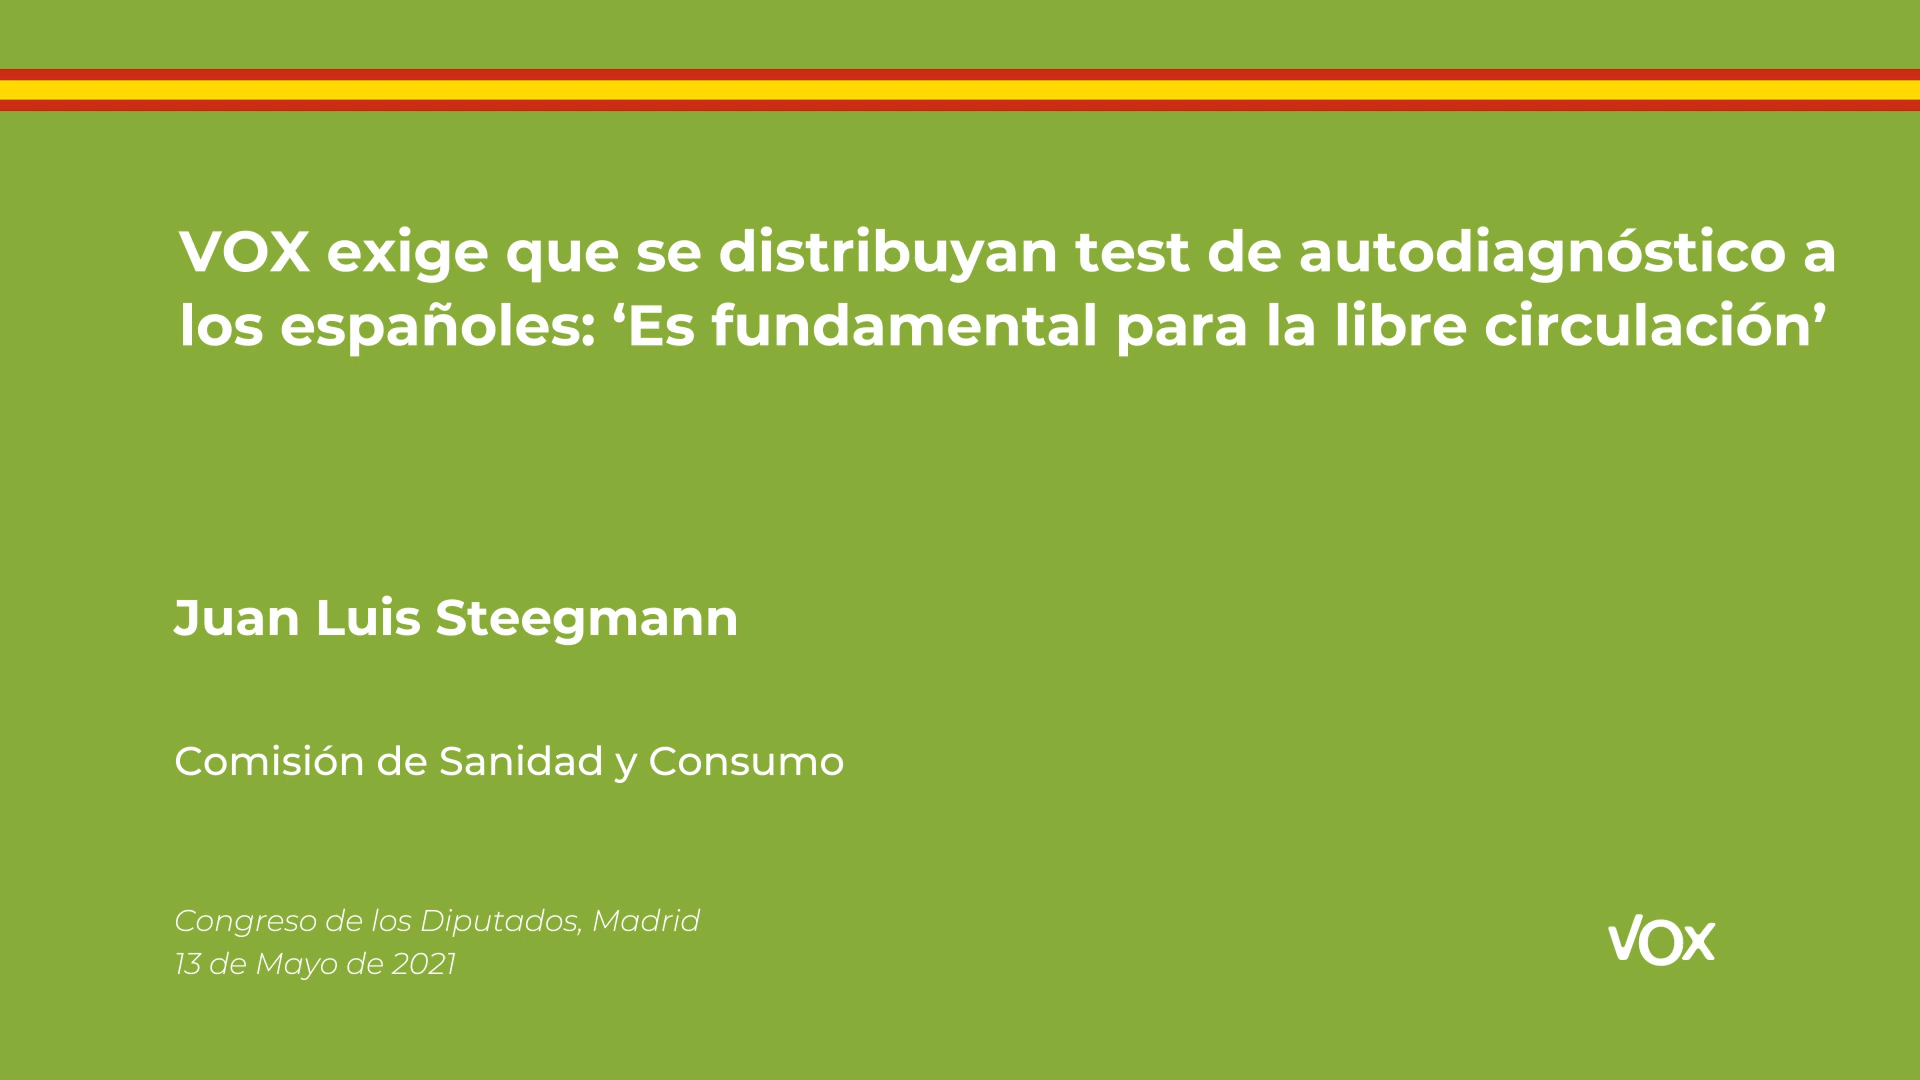 VOX exige que se distribuyan test de autodiagnóstico a
los españoles: ‘Es fundamental para la libre circulación’
Juan Luis Steegmann
Comisión de Sanidad y Consumo
Congreso de los Diputados, Madrid
13 de Mayo de 2021
VOX